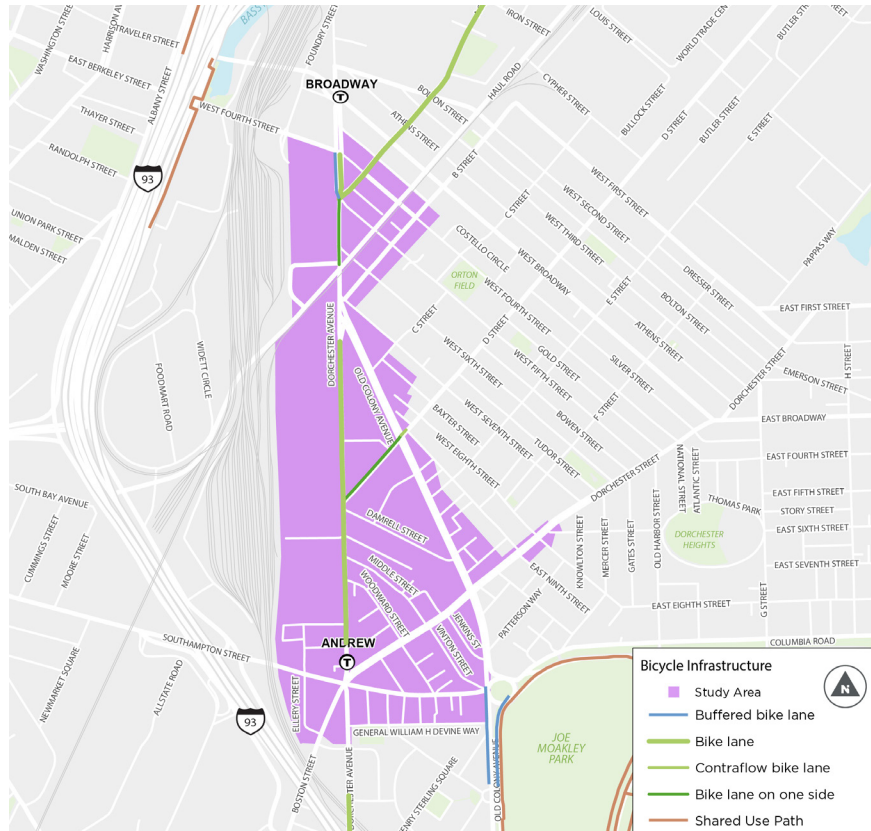 BASS
IRON STREET
LOUIS STREET
WORLD TRADE CEN
BUTLER STR
TRAVELER STREET
HARRISON AV
WASHINGTON STREET
EAST BERKELEY STREET
ALBANY STREET
FOUNDRY STREET
HAUL ROAD
CYPHER STREET
BULLOCK STREET
D STREET
BUTLER STREET
E STREET
BROADWAY
T
BOLTON STREET
ATHENS STREET
THAYER STREET
WEST FOURTH STREET
RANDOLPH STREET
B STREET
93
WEST FIRST STREET
WEST SECOND STREET
C STREET
WEST THIRD STREET
UNION PARK STREET
MALDEN STREET
COSTELLO CIRCLE
WEST BROADWAY
PAPPAS WAY
ORTON
FIELD
DRESSER STREET
WEST FOURTH STREET
E STREET
BOLTON STREET
EAST FIRST STREET
C STREET
D STREET
ATHENS STREET
DORCHESTER AVENUE
WEST SIXTH STREET
GOLD STREET
WEST FIFTH STREET
SILVER STREET
H STREET
WIDETT CIRCLE
FOODMART ROAD
OLD COLONY AVENUE
EMERSON STREET
DORCHESTER STREET
BAXTER STREET
WEST SEVENTH STREET
BOWEN STREET
F STREET
EAST BROADWAY
WEST EIGHTH STREET
TUDOR STREET
NATIONAL STREET
ATLANTIC STREET
EAST FOURTH STREET
DORCHESTER STREET
SOUTH BAY AVENUE
EAST FIFTH STREET
THOMAS PARK
STORY STREET
DAMRELL STREET
OLD HARBOR STREET
EAST SIXTH STREET
CUMMINGS STREET
MOORE STREET
KNOWLTON STREET
MERCER STREET
GATES STREET
DORCHESTER
HEIGHTS
MIDDLE STREET
EAST SEVENTH STREET
WOODWARD STREET
EAST NINTH STREET
G STREET
PATTERSON WAY
EAST EIGHTH STREET
JENKINS ST
VINTON STREET
SOUTHAMPTON STREET
ANDREW
T
COLUMBIA ROAD
NEWMARKET SQUARE
ALLSTATE ROAD
ELLERY STREET
93
GENERAL WILLIAM H DEVINE WAY
JOE
MOAKLEY
PARK
BOSTON STREET
DORCHESTER AVENUE
HENRY STERLING SQUARE
OLD COLONY AVENUE
Bicycle Infrastructure
N
Study Area
Buffered bike lane
Bike lane
Contraflow bike lane
Bike lane on one side
Shared Use Path